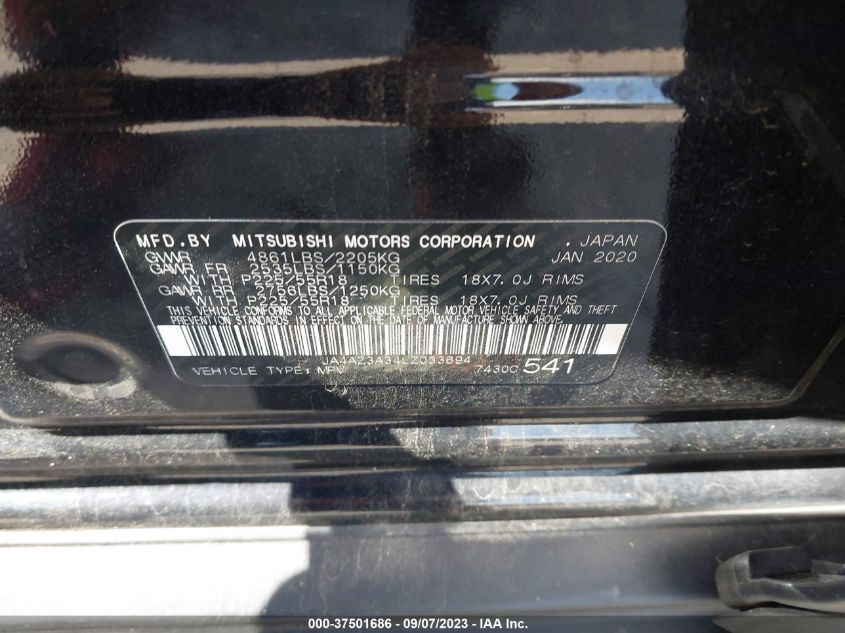 MFD.BY MITSUBISHI MOTORS CORPORATION . JAPAN
GVWR 4861LBS/2205KG JAN 2020
GAWR FR 2535LBS/1150KG
WITH P225/55R18 TIRES 18X7.0J RIMS
GAWR RR 2756LBS/1250KG
WITH P225/55R18 TIRES 18X7.0J RIMS
THIS VEHICLE CONFORMS TO ALL APPLICABLE FEDERAL MOTOR VEHICLE SAFETY AND THEFT
PREVENTION STANDARDS IN EFFECT ON THE DATE OF MANUFACTURE SHOWN ABOVE.
JA4AZ3A34LZ033694
VEHICLE TYPE:MPV 7430C 541
000-37501686 - 09/07/2023 - IAA Inc.